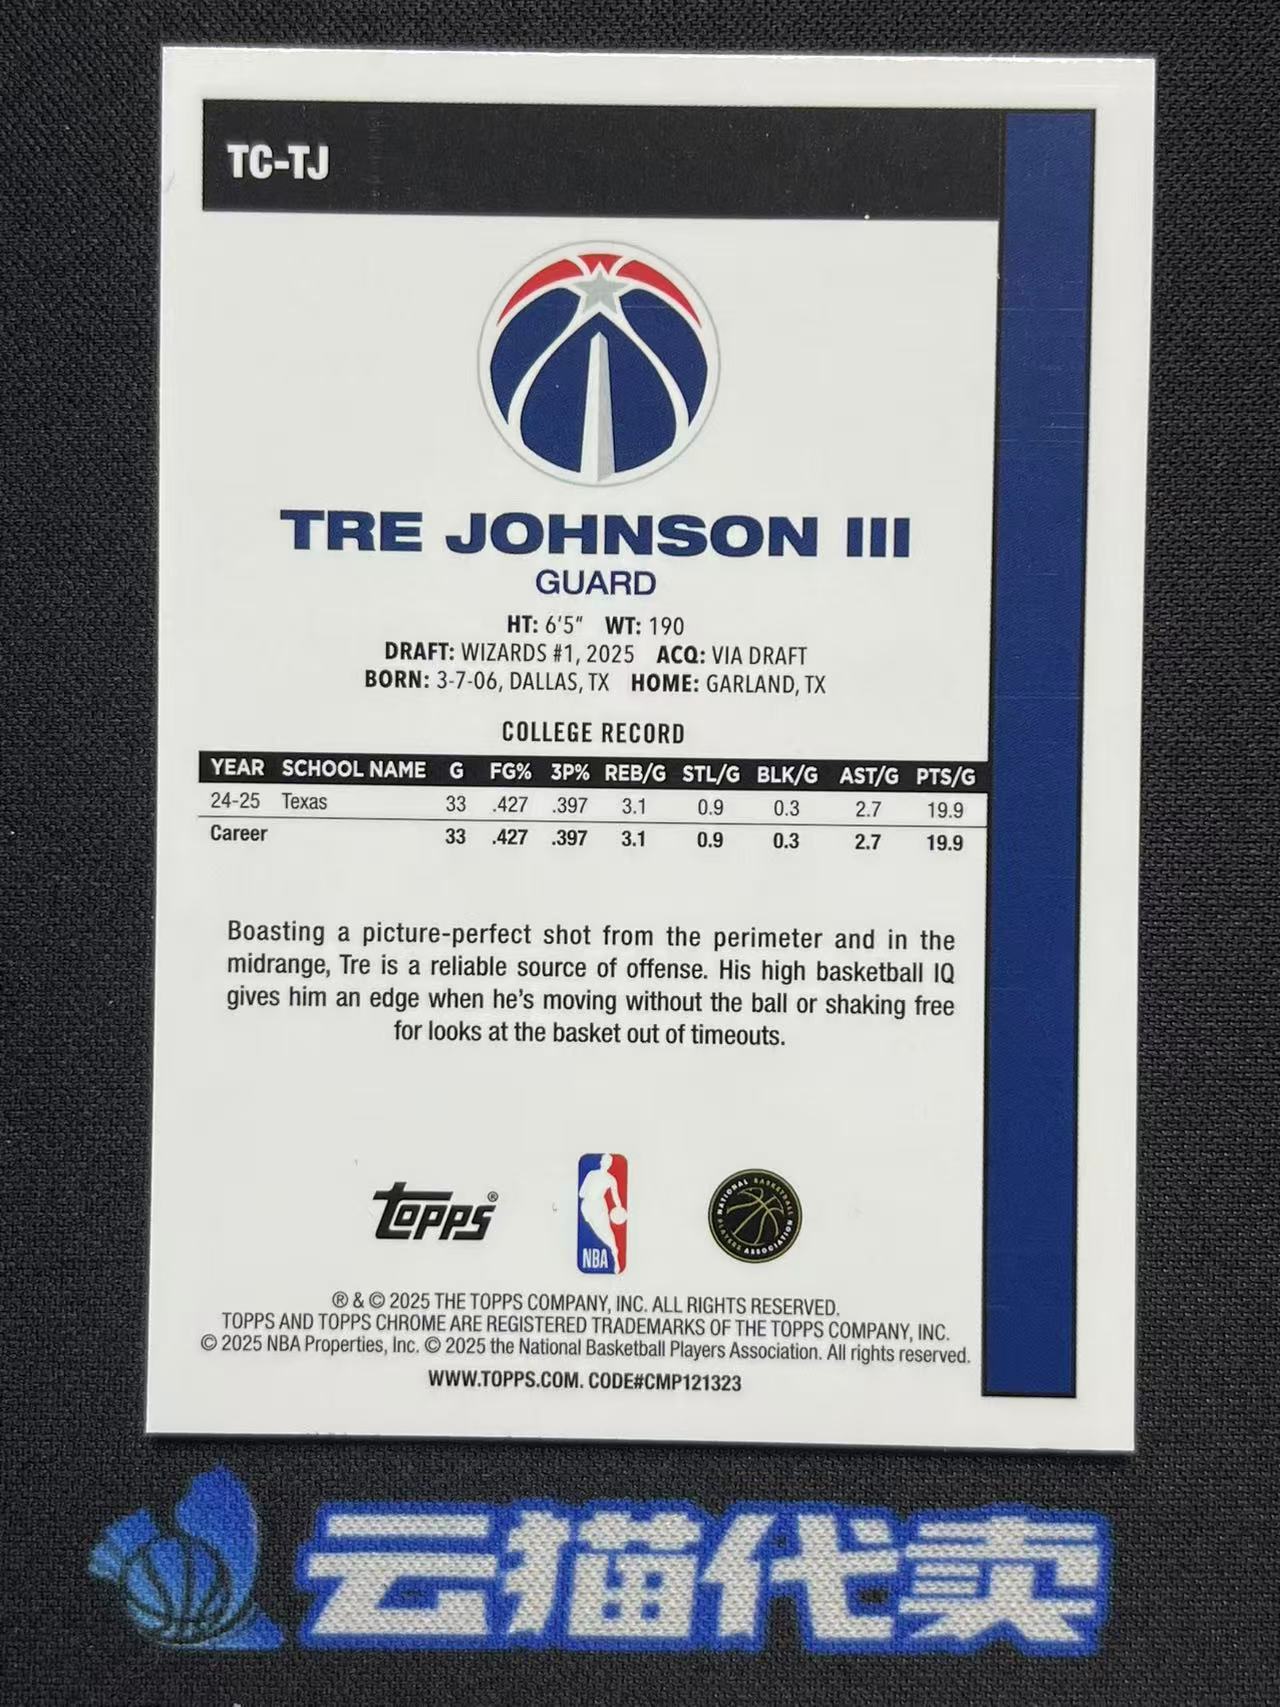 TC-TJ
TRE JOHNSON III
GUARD
HT: 6'5" WT: 190
DRAFT: WIZARDS #1, 2025 ACQ: VIA DRAFT
BORN: 3-7-06, DALLAS, TX HOME: GARLAND, TX
COLLEGE RECORD
YEAR SCHOOL NAME G FG% 3P% REB/G STL/G BLK/G AST/G PTS/G
24-25 Texas 33 .427 .397 3.1 0.9 0.3 2.7 19.9
Career 33 .427 .397 3.1 0.9 0.3 2.7 19.9
Boasting a picture-perfect shot from the perimeter and in the
midrange, Tre is a reliable source of offense. His high basketball IQ
gives him an edge when he's moving without the ball or shaking free
for looks at the basket out of timeouts.
topps®
NBA
NATIONAL BASKETBALL
PLAYERS ASSOCIATION
® & © 2025 THE TOPPS COMPANY, INC. ALL RIGHTS RESERVED.
TOPPS AND TOPPS CHROME ARE REGISTERED TRADEMARKS OF THE TOPPS COMPANY, INC.
© 2025 NBA Properties, Inc. © 2025 the National Basketball Players Association. All rights reserved.
WWW.TOPPS.COM. CODE#CMP121323
云猫代卖